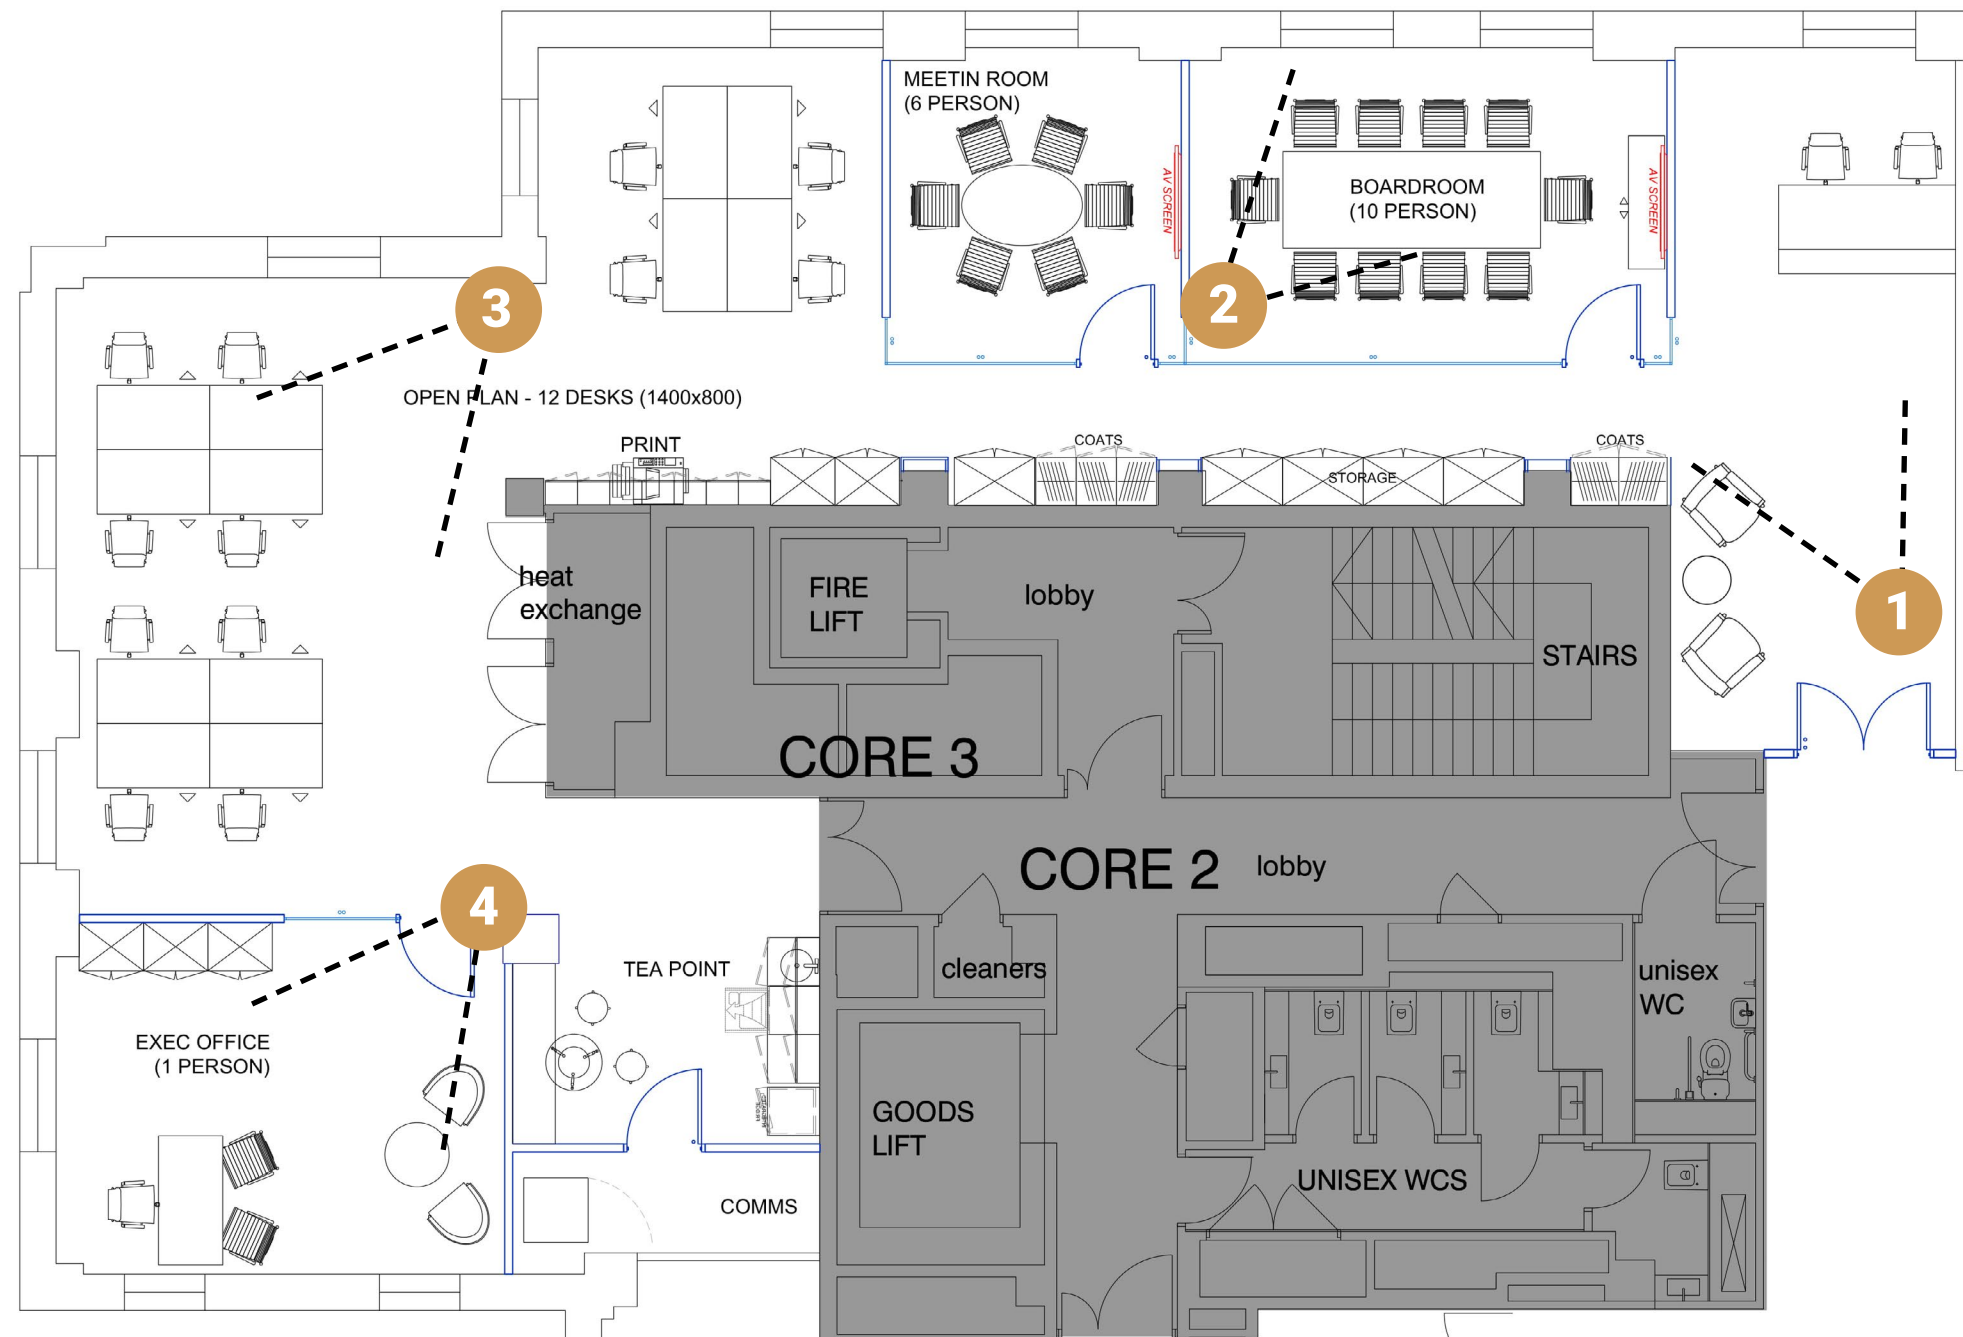 MEETIN ROOM
(6 PERSON)
AV SCREEN
BOARDROOM
(10 PERSON)
AV SCREEN
2
3
OPEN PLAN - 12 DESKS (1400x800)
PRINT
COATS
COATS
STORAGE
heat
exchange
FIRE
LIFT
lobby
1
STAIRS
CORE 3
CORE 2
lobby
4
TEA POINT
cleaners
unisex
WC
EXEC OFFICE
(1 PERSON)
GOODS
LIFT
UNISEX WCS
COMMS